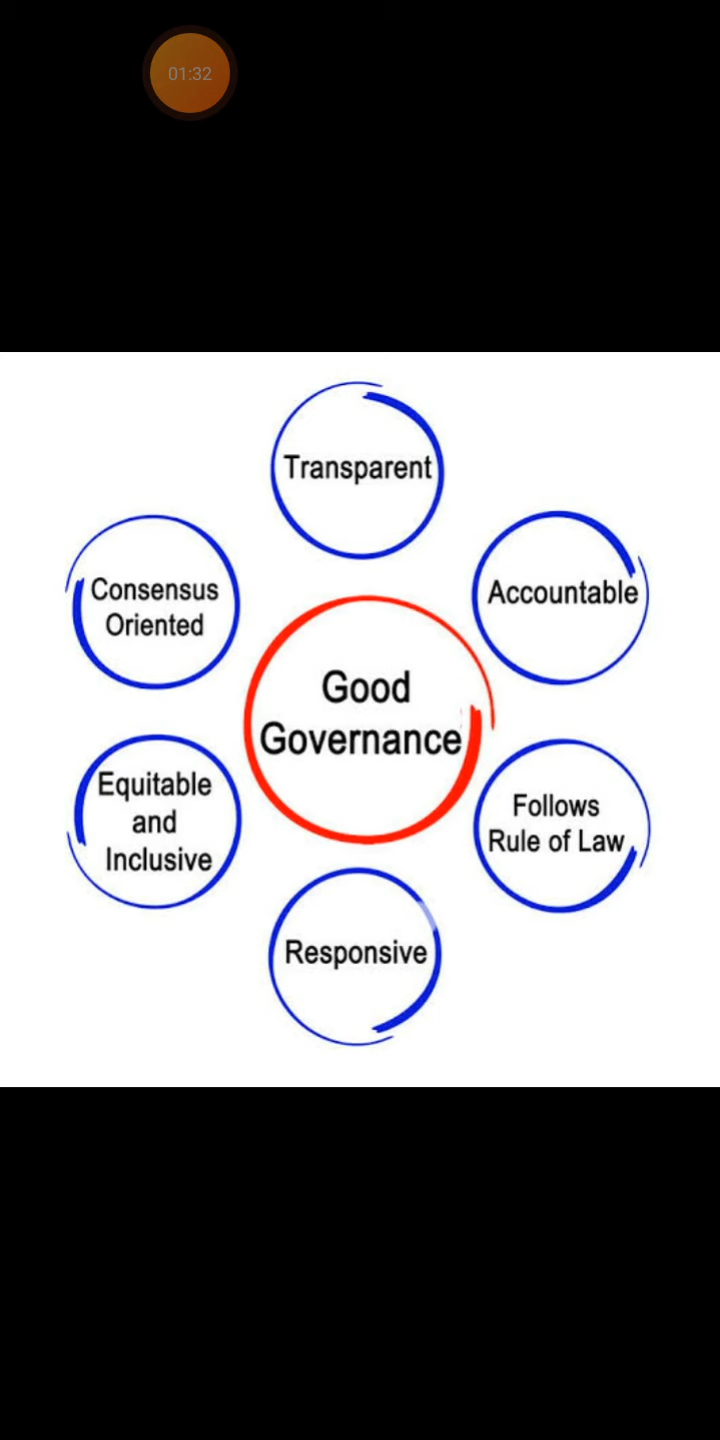 01:32
Transparent
Accountable
Consensus
Oriented
Good
Governance
Equitable
and
Inclusive
Follows
Rule of Law
Responsive